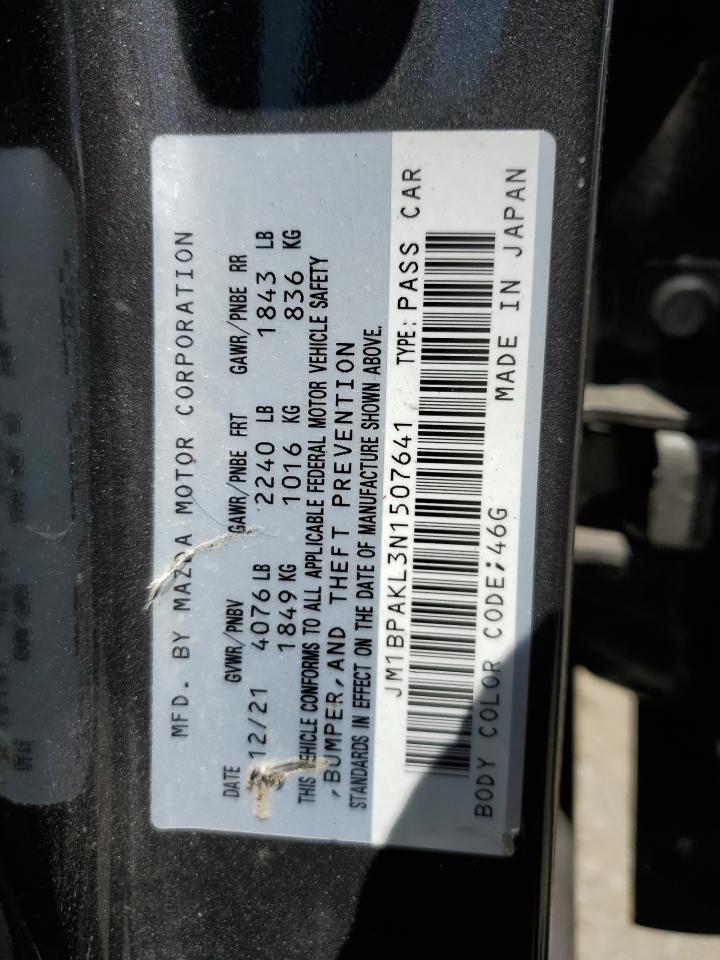 MFD. BY MAZDA MOTOR CORPORATION
DATE GVWR/PNBV GAWR/PNBE FRT GAWR/PNBE RR
12/21 4076 LB 2240 LB 1843 LB
1849 KG 1016 KG 836 KG
THIS VEHICLE CONFORMS TO ALL APPLICABLE FEDERAL MOTOR VEHICLE SAFETY
,BUMPER,AND THEFT PREVENTION
STANDARDS IN EFFECT ON THE DATE OF MANUFACTURE SHOWN ABOVE.
JM1BPAKL3N1507641 TYPE: PASS CAR
BODY COLOR CODE;46G MADE IN JAPAN